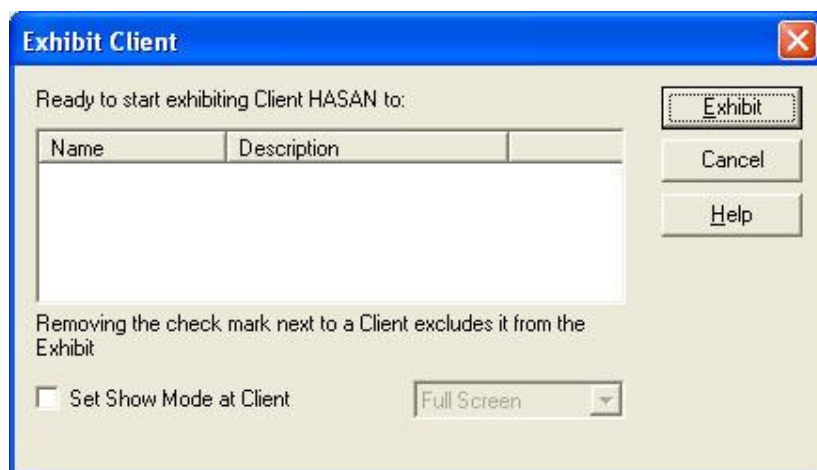 Exhibit Client
Ready to start exhibiting Client HASAN to:
Exhibit
Name Description
Cancel
Help
Removing the check mark next to a Client excludes it from the
Exhibit
Set Show Mode at Client Full Screen